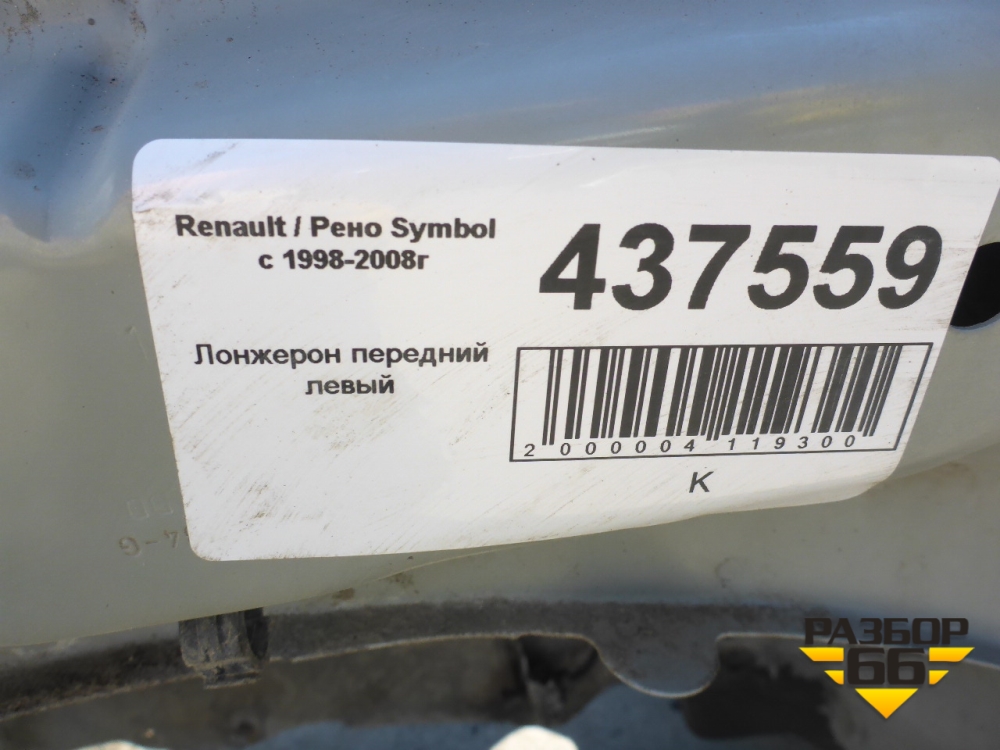 Renault / Рено Symbol
с 1998-2008г
437559
Лонжерон передний
левый
2 000004 119300
К
РАЗБОР
66